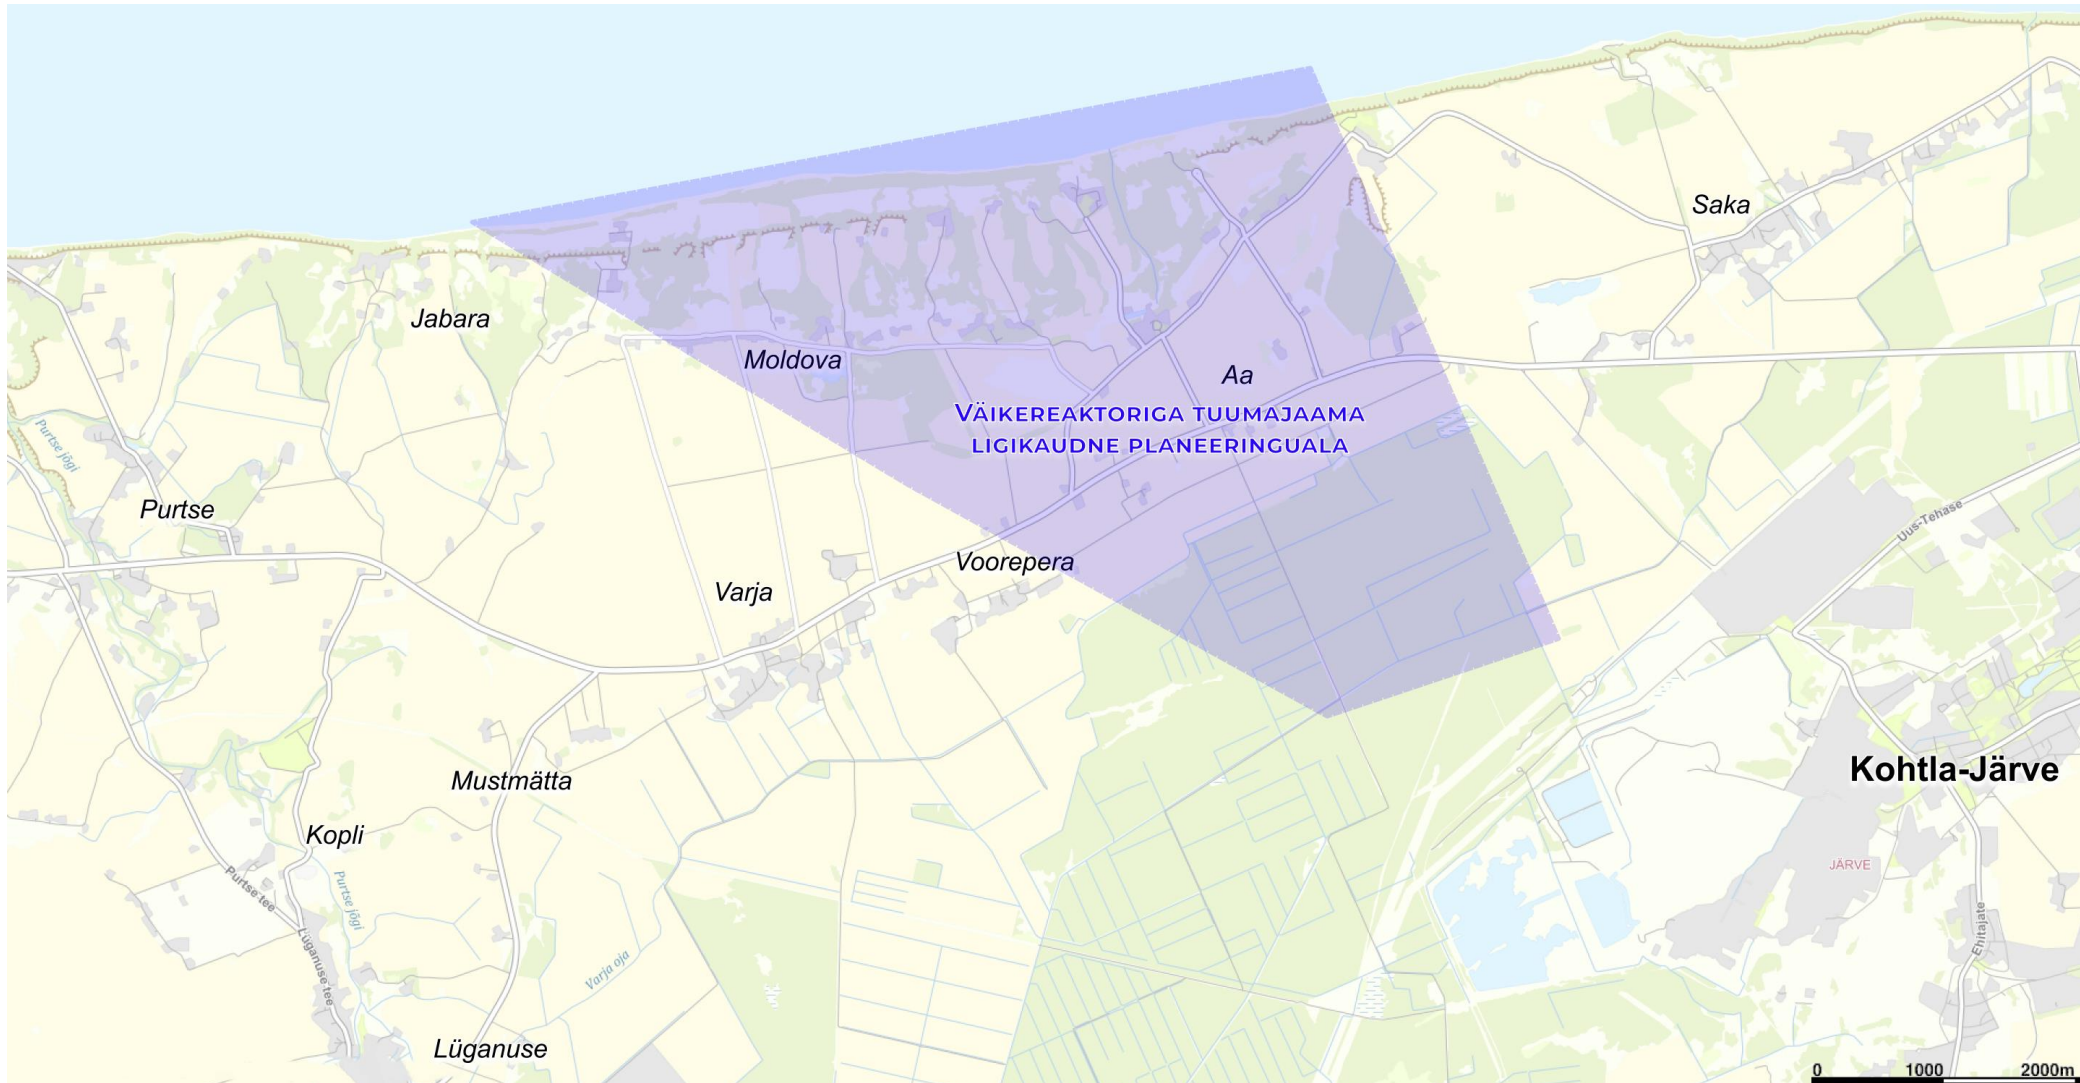 Saka
Jabara
Moldova
Aa
VÄIKEREAKTORIGA TUUMAJAAMA
LIGIKAUDNE PLANEERINGUALA
Purtse jõgi
Purtse
Uus-Tehase
Voorepera
Varja
Kohtla-Järve
Mustmätta
Kopli
JÄRVE
Purtse tee
Purtse jõgi
Ehitajate
Lüganuse tee
Varja oja
Lüganuse
0 1000 2000m